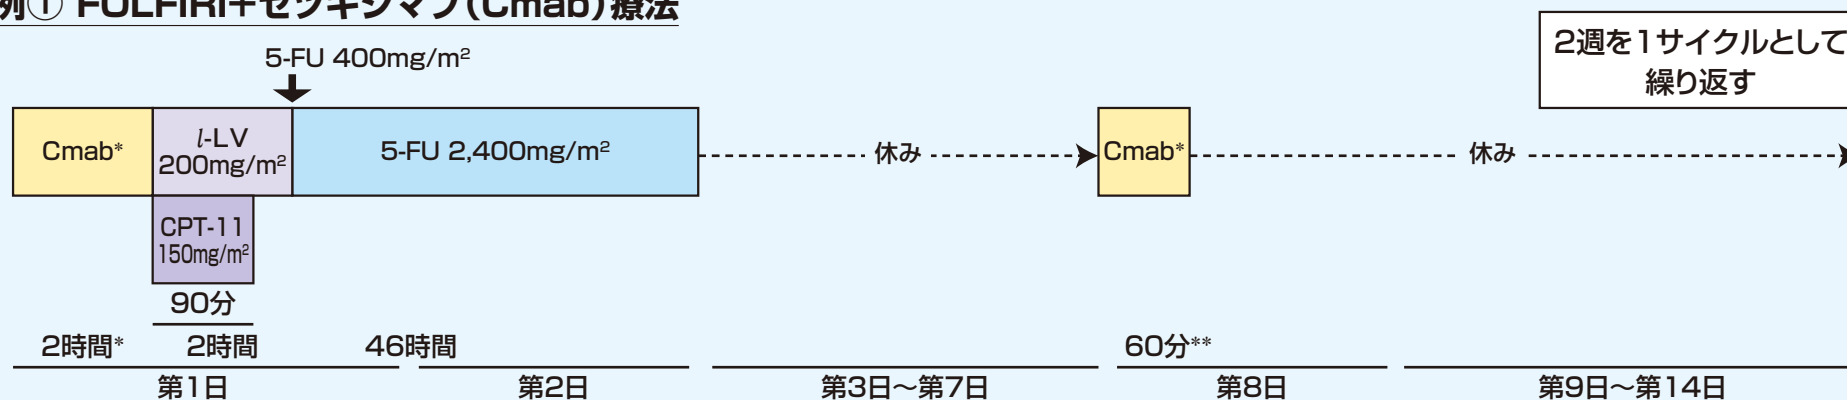 例① FOLFIRI+セツキシマブ(Cmab)療法
2週を1サイクルとして
繰り返す
5-FU 400mg/m²
Cmab*
l-LV
200mg/m²
5-FU 2,400mg/m²
休み
Cmab*
休み
CPT-11
150mg/m²
90分
2時間*
2時間
46時間
60分**
第1日
第2日
第3日〜第7日
第8日
第9日〜第14日